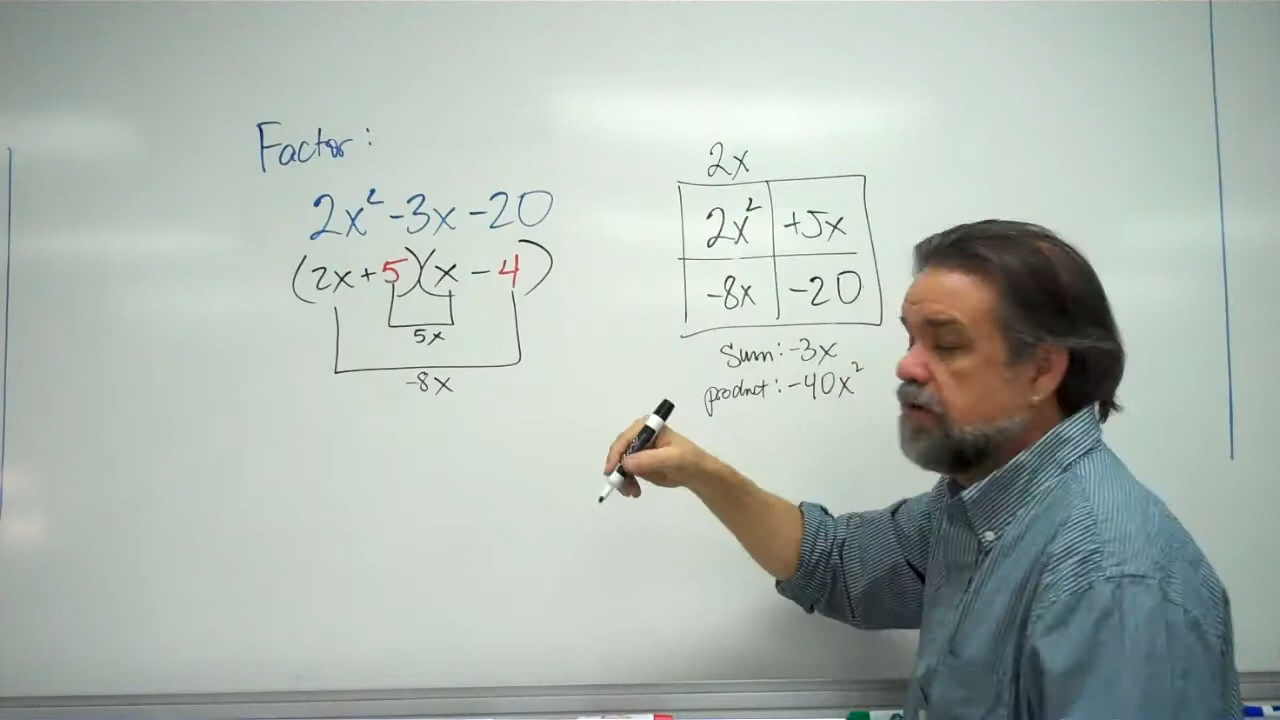 Factor:
2x² -3x -20
(2x+5)(x-4)
5x
-8x
2x
2x² +5x
-8x -20
Sum: -3x
product: -40x²